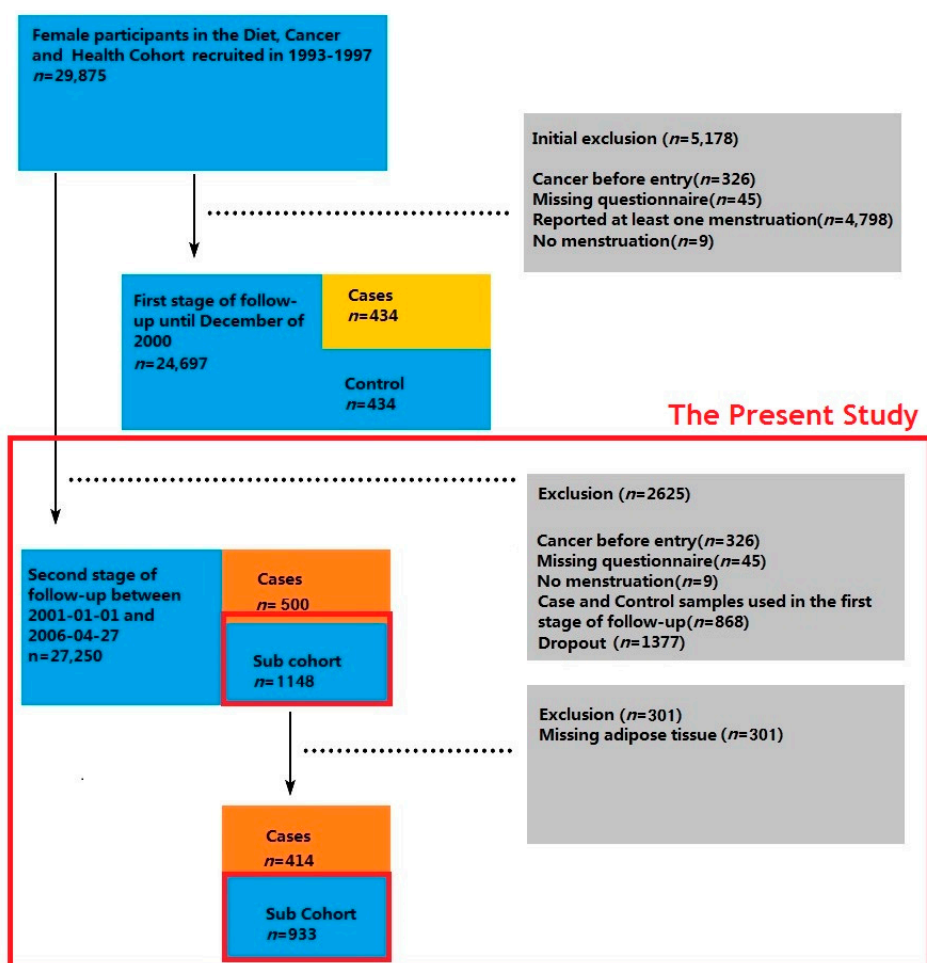 Female participants in the Diet, Cancer
and Health Cohort recruited in 1993-1997
n=29,875
Initial exclusion (n=5,178)
Cancer before entry(n=326)
Missing questionnaire(n=45)
Reported at least one menstruation(n=4,798)
No menstruation(n=9)
First stage of follow-
up until December of
2000
n=24,697
Cases
n=434
Control
n=434
The Present Study
Exclusion (n=2625)
Cancer before entry(n=326)
Missing questionnaire(n=45)
No menstruation(n=9)
Case and Control samples used in the first
stage of follow-up(n=868)
Dropout (n=1377)
Second stage of
follow-up between
2001-01-01 and
2006-04-27
n=27,250
Cases
n= 500
Sub cohort
n=1148
Exclusion (n=301)
Missing adipose tissue (n=301)
Cases
n=414
Sub Cohort
n=933